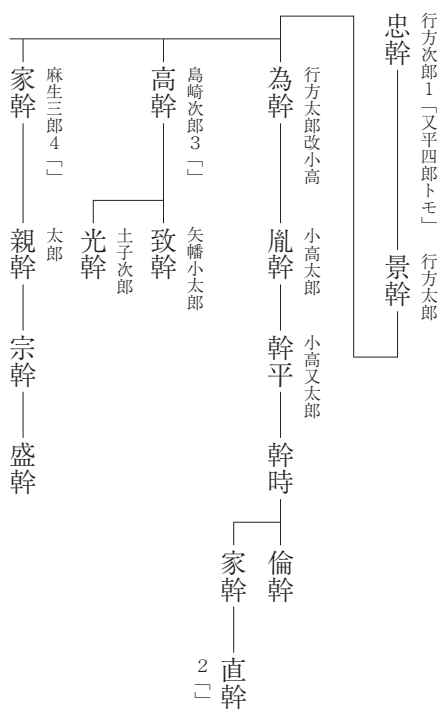 忠幹
行方次郎1「又平四郎トモ」
景幹
行方太郎
為幹
行方太郎改小高
胤幹
小高太郎
幹平
小高又太郎
幹時
倫幹
家幹
直幹
2「」
高幹
島崎次郎3「」
致幹
矢幡小太郎
光幹
土子次郎
家幹
麻生三郎4「」
親幹
太郎
宗幹
盛幹